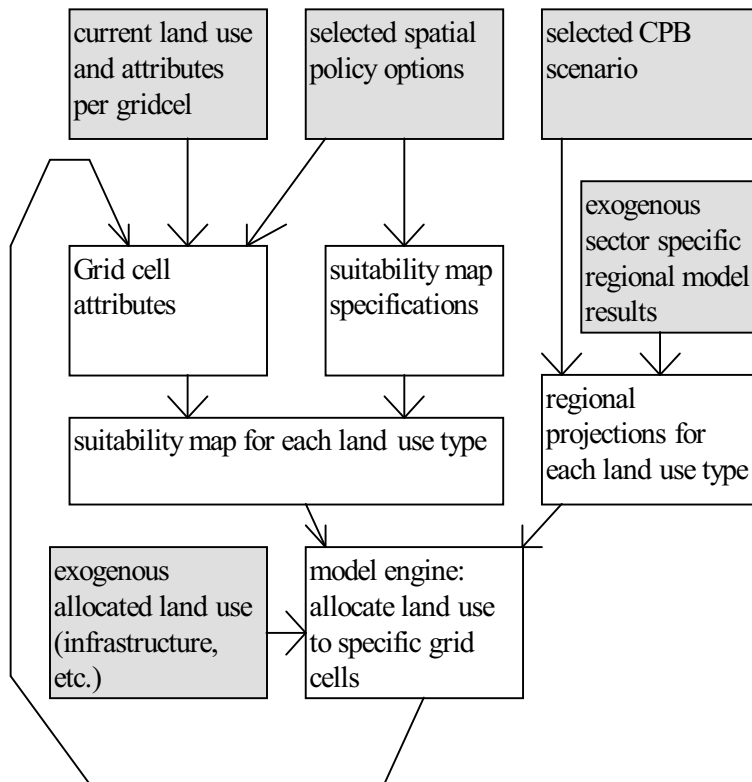 current land use
and attributes
per gridcel
selected spatial
policy options
selected CPB
scenario
exogenous
sector specific
regional model
results
Grid cell
attributes
suitability map
specifications
regional
projections for
each land use type
suitability map for each land use type
exogenous
allocated land use
(infrastructure,
etc.)
model engine:
allocate land use
to specific grid
cells